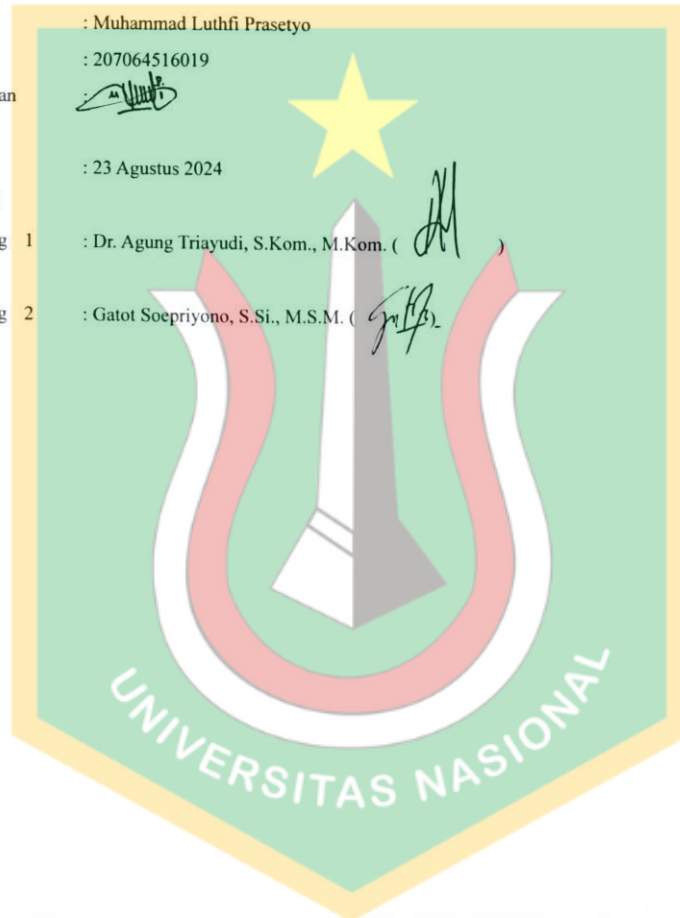 : Muhammad Luthfi Prasetyo
: 207064516019
an :
: 23 Agustus 2024
g 1 : Dr. Agung Triayudi, S.Kom., M.Kom. ( )
g 2 : Gatot Soepriyono, S.Si., M.S.M. ( )
UNIVERSITAS NASIONAL